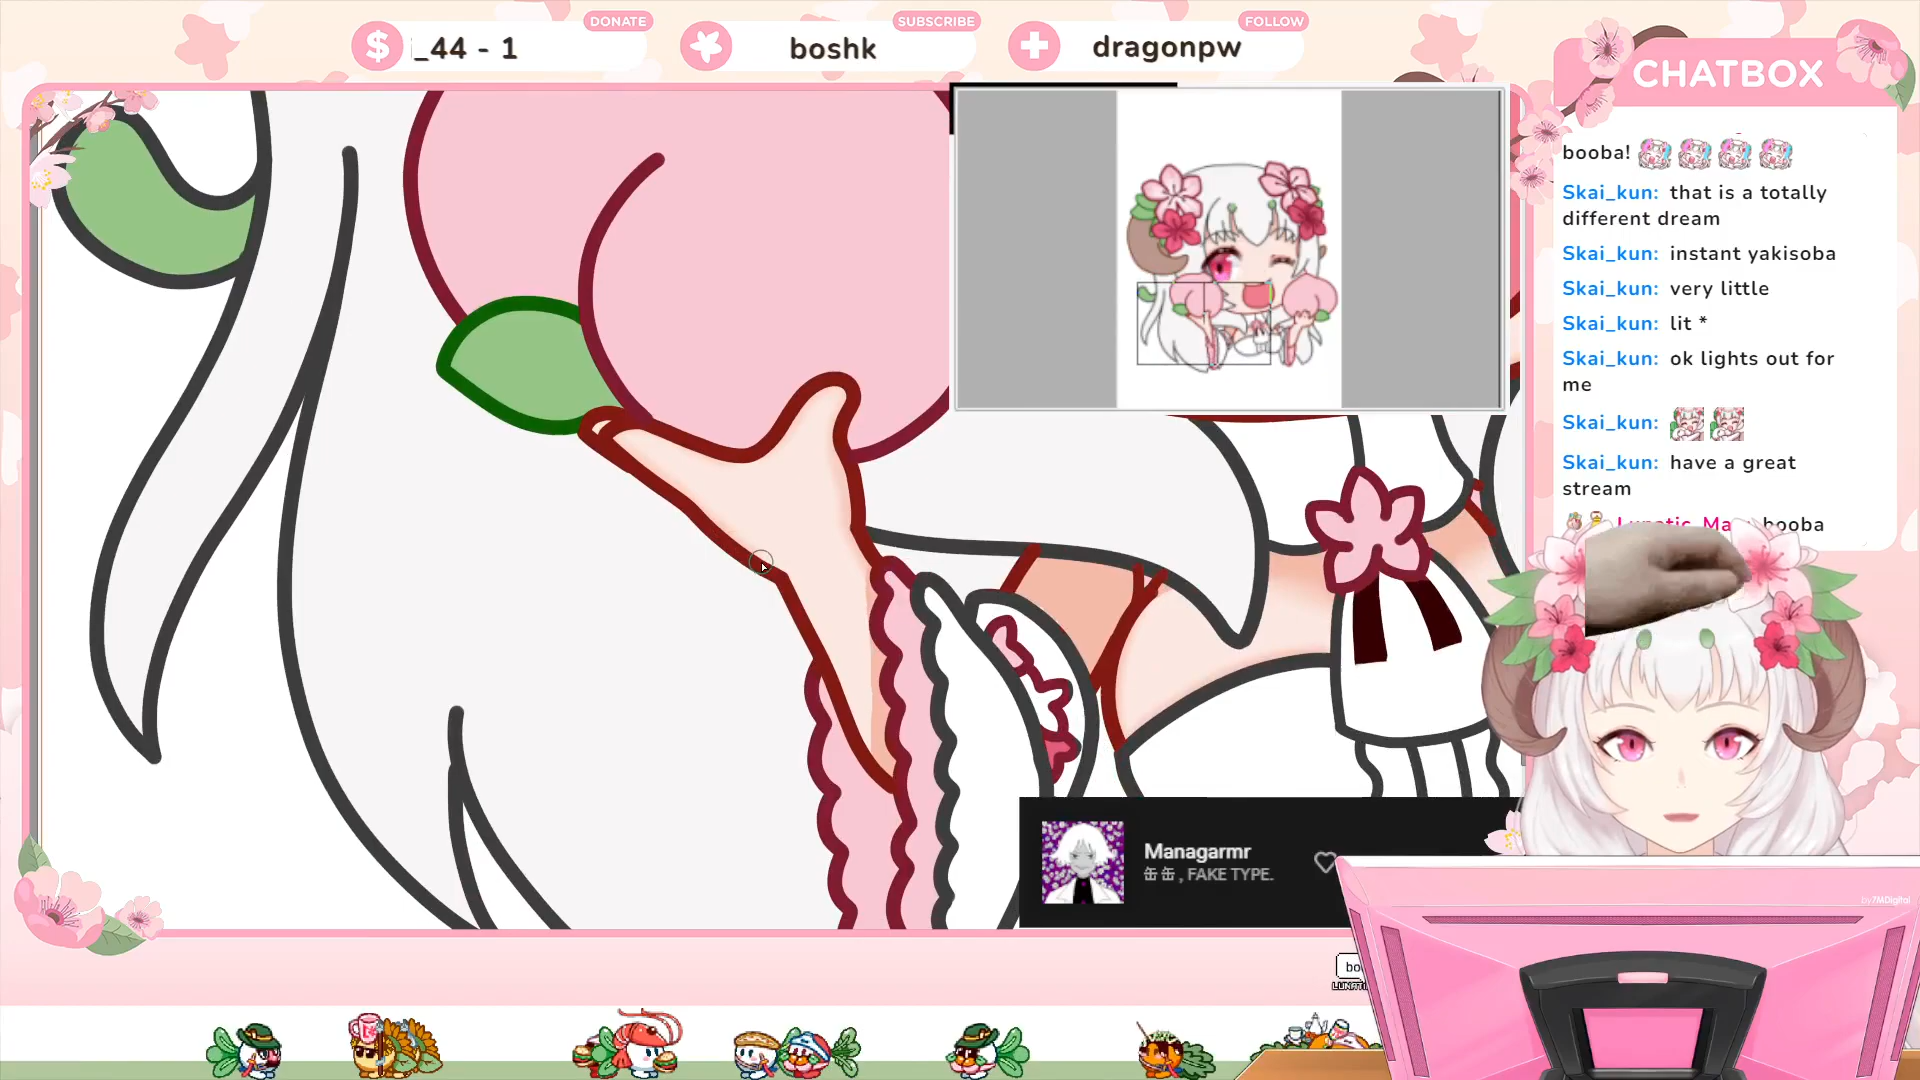 DONATE
_44 - 1
SUBSCRIBE
boshk
FOLLOW
dragonpw
CHATBOX
booba!
Skai_kun: that is a totally
different dream
Skai_kun: instant yakisoba
Skai_kun: very little
Skai_kun: lit *
Skai_kun: ok lights out for
me
Skai_kun:
Skai_kun: have a great
stream
Lunatic_Ma booba
Managarmr
缶缶, FAKE TYPE.
by7MDigital